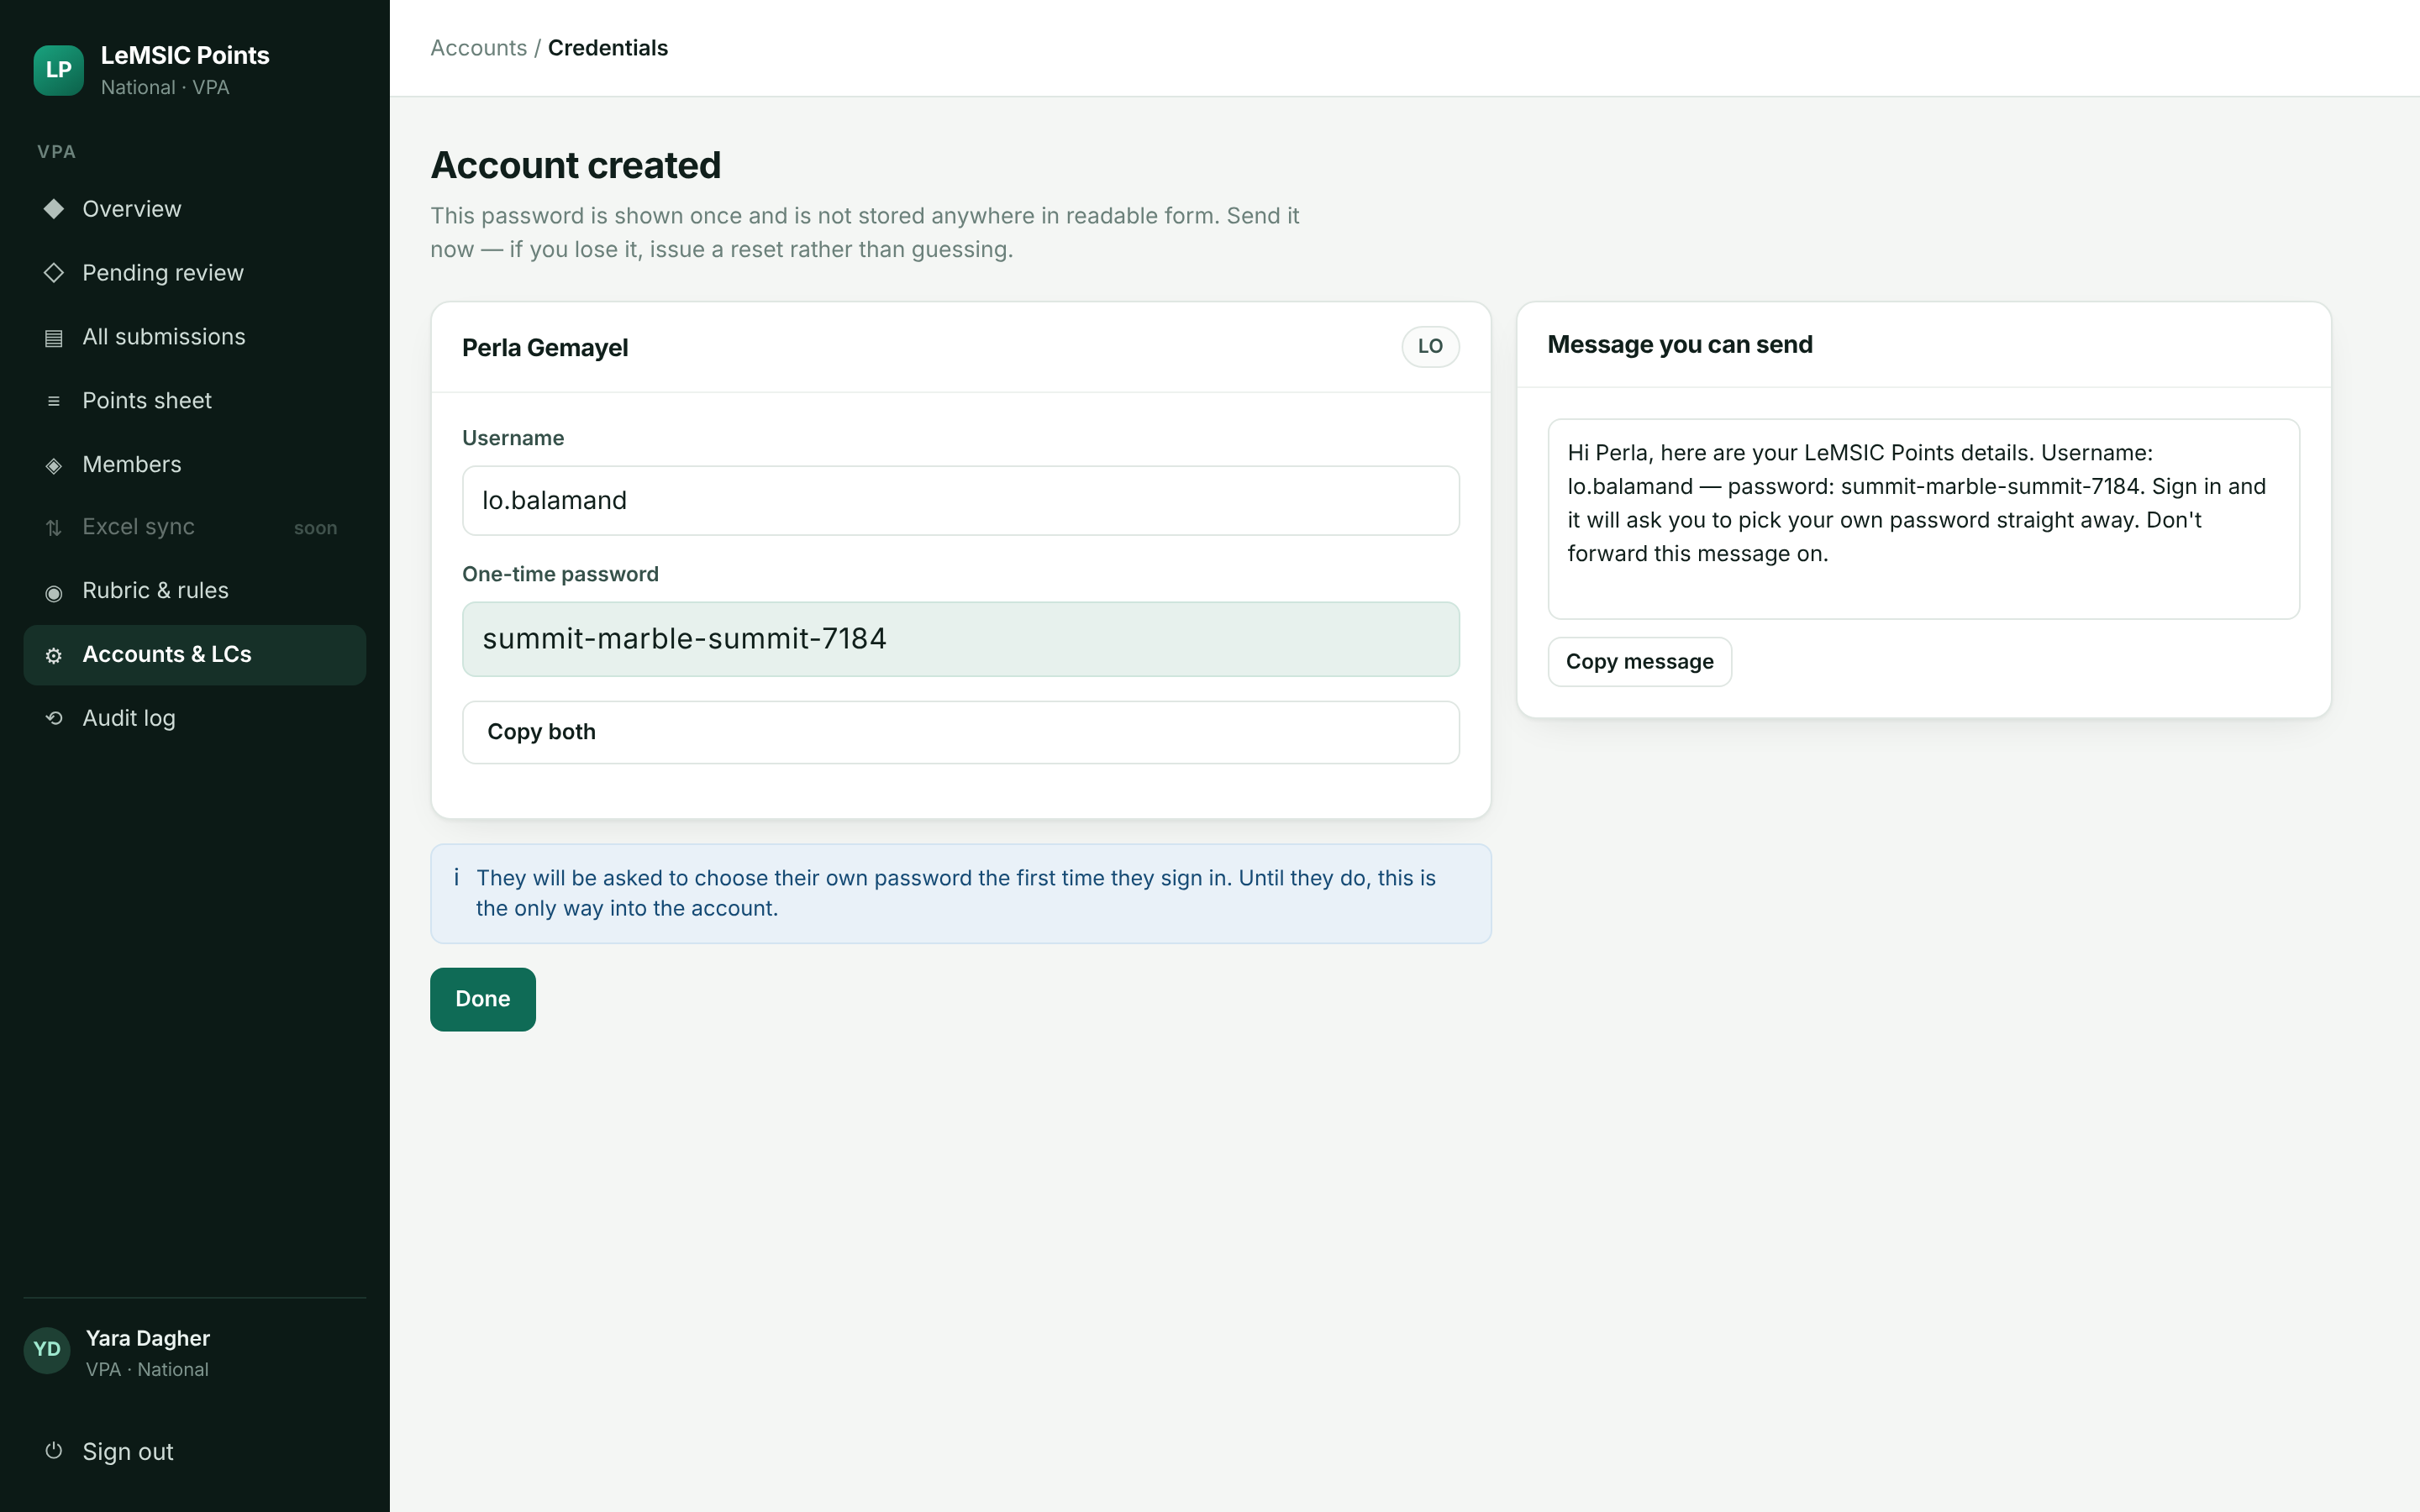 LP
LeMSIC Points
National · VPA
VPA
Overview
Pending review
All submissions
Points sheet
Members
Excel sync soon
Rubric & rules
Accounts & LCs
Audit log
YD
Yara Dagher
VPA · National
Sign out
Accounts / Credentials
Account created
This password is shown once and is not stored anywhere in readable form. Send it
now — if you lose it, issue a reset rather than guessing.
Perla Gemayel LO
Username
lo.balamand
One-time password
summit-marble-summit-7184
Copy both
i They will be asked to choose their own password the first time they sign in. Until they do, this is
the only way into the account.
Done
Message you can send
Hi Perla, here are your LeMSIC Points details. Username:
lo.balamand — password: summit-marble-summit-7184. Sign in and
it will ask you to pick your own password straight away. Don't
forward this message on.
Copy message